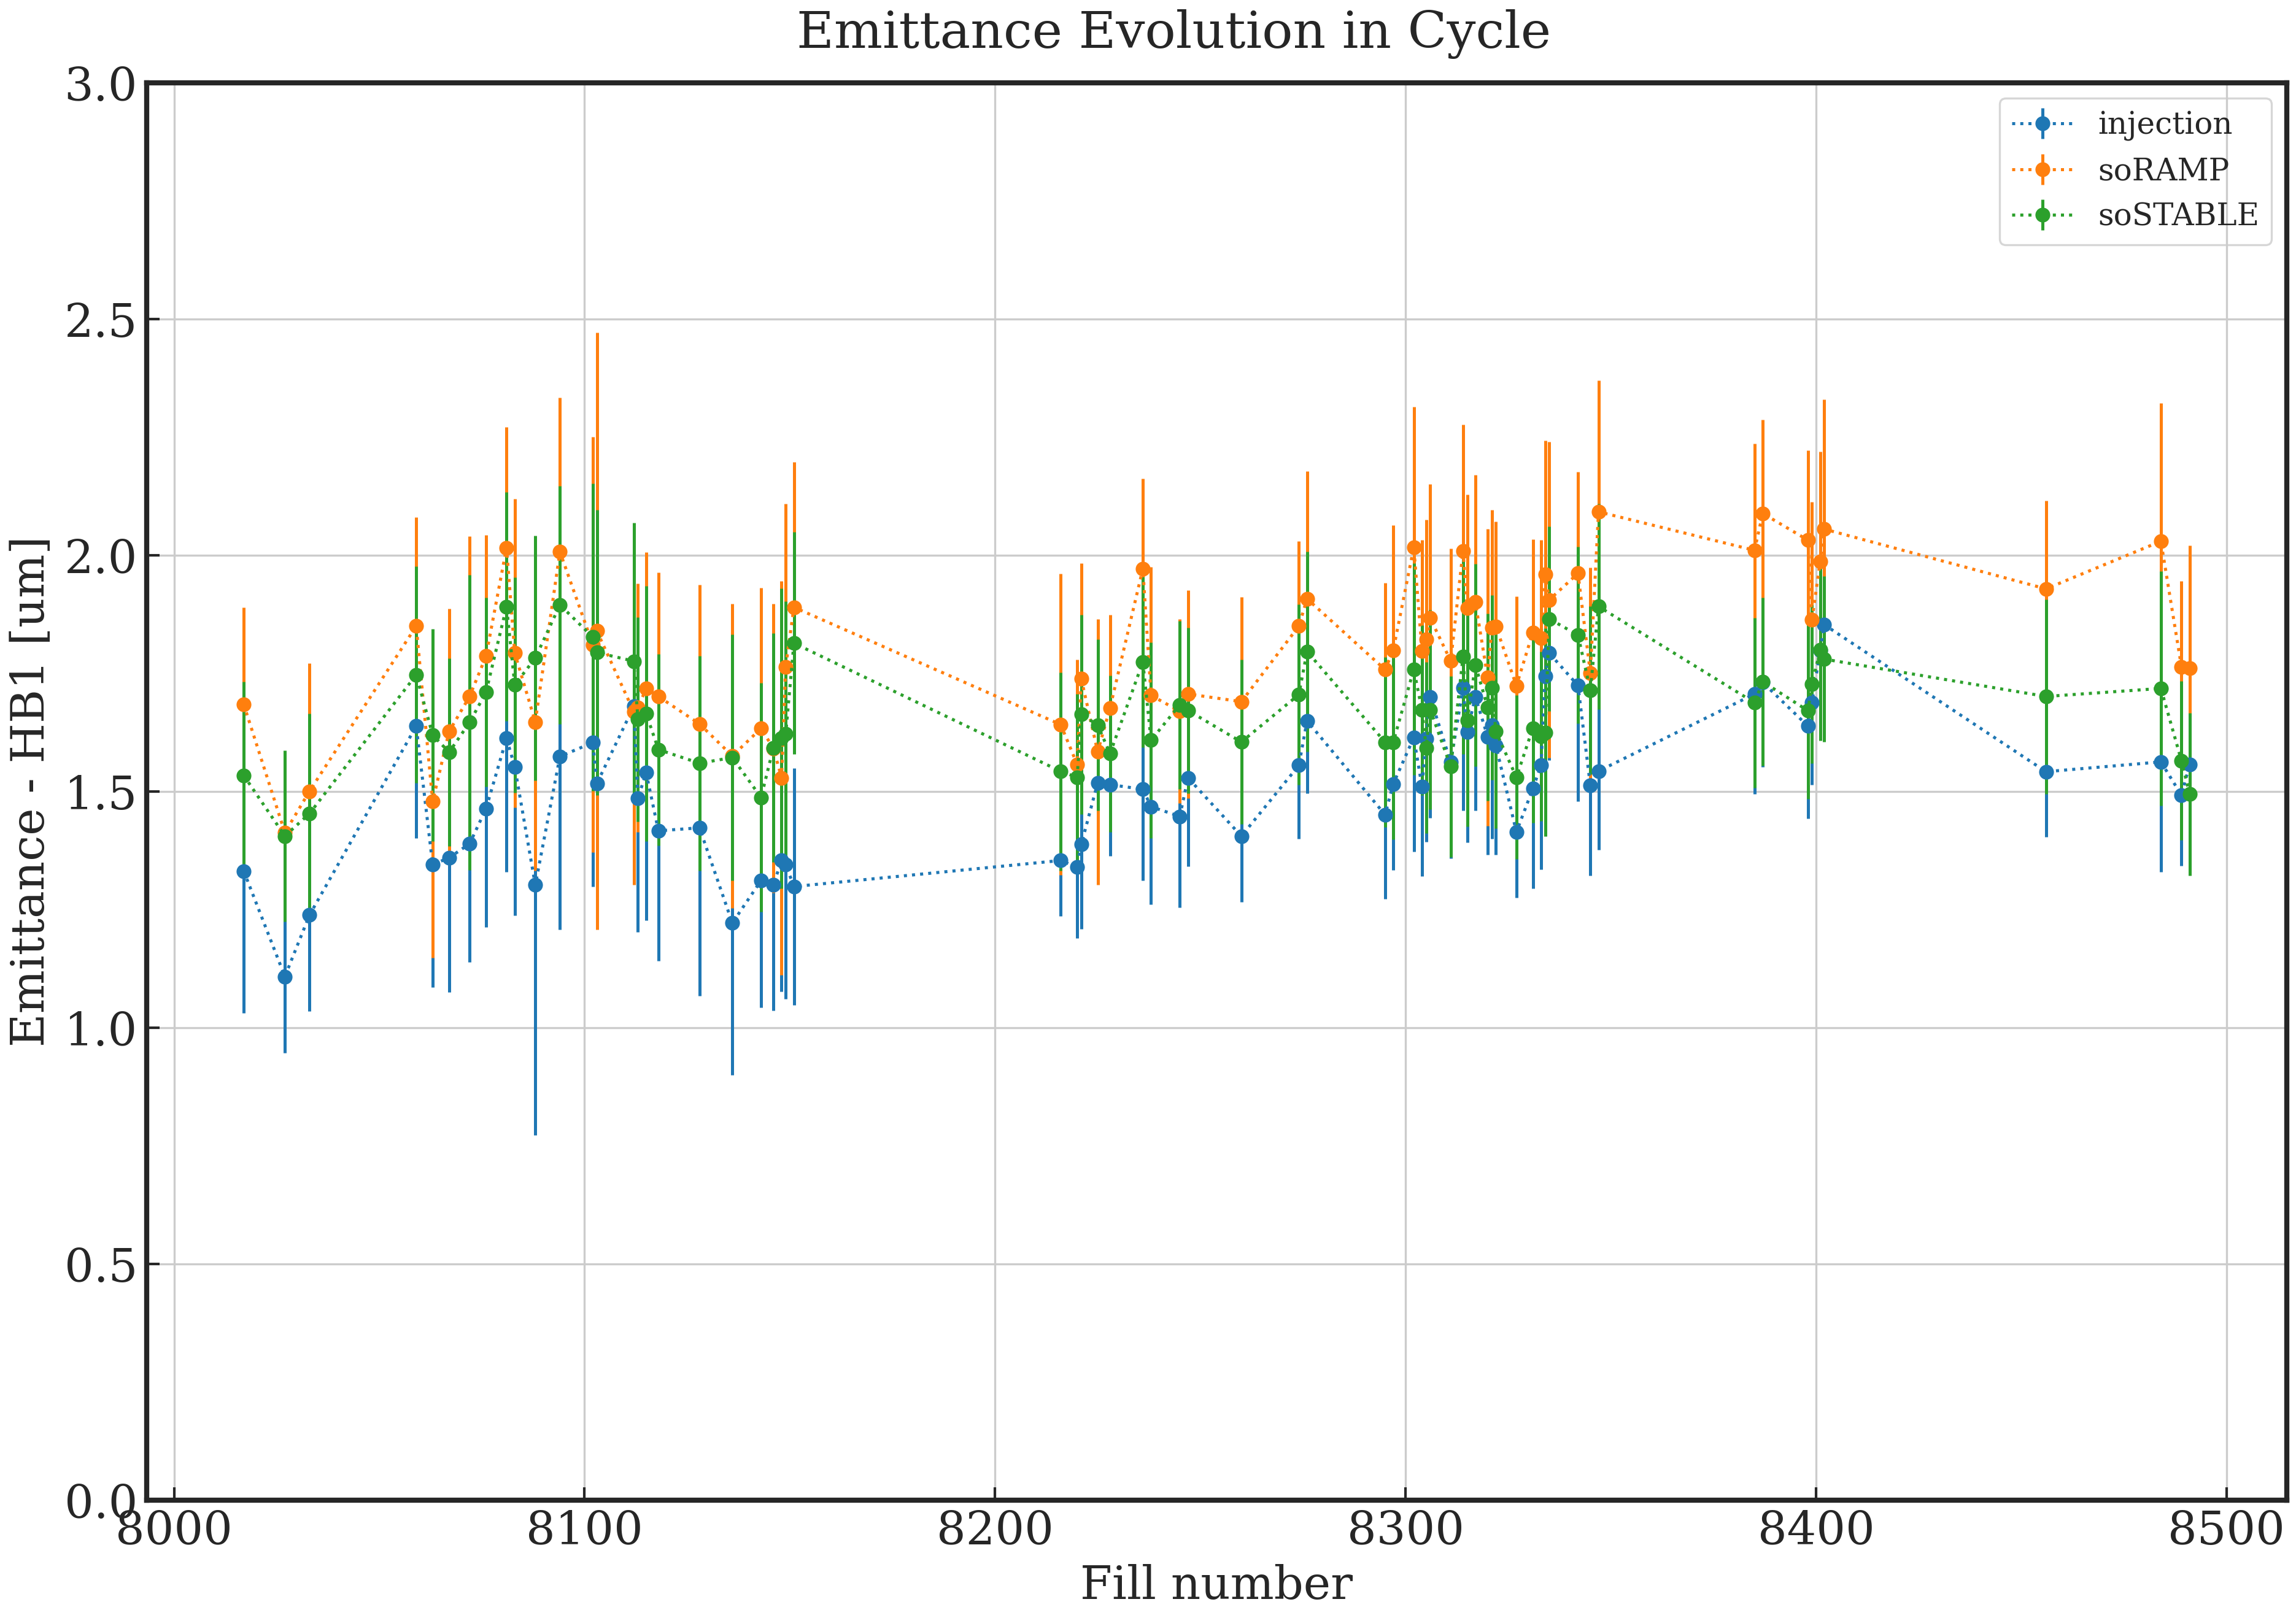 Emittance Evolution in Cycle
3.0
2.5
2.0
1.5
1.0
0.5
0.0
Emittance - HB1 [um]
injection
soRAMP
soSTABLE
8000 8100 8200 8300 8400 8500
Fill number